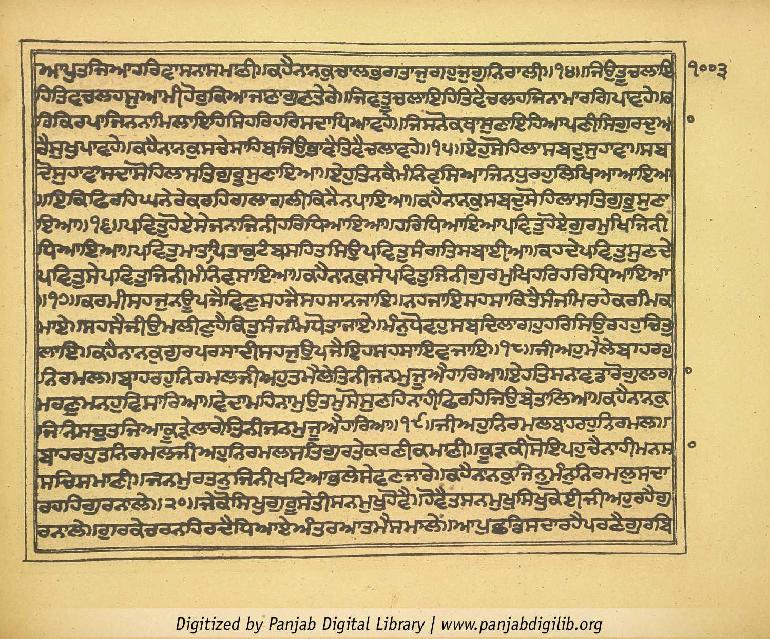 ਆਪੁਤਜਿਆਹਰਿਵਾਸਨਾਸਮਾਣੀ॥ਕਹੈਨਾਨਕੁਚਾਲਭਗਤਾਜੁਗਹੁਜੁਗੁਨਿਰਾਲੀ॥੧੪॥ਜਿਉਤੂਚਲਾਇ ੧੦੦੩
ਹਿਤਿਵਚਲਹਸੁਆਮੀਹੋਰੁਕਿਆਜਾਣਾਗੁਣਤੇਰੇ॥ਜਿਵਤੂਚਲਾਇਹਿਤਿਵੈਚਲਹਜਿਨਾਮਾਰਗਿਪਾਵਹੇ॥ਕ
ਰਿਕਿਰਪਾਜਿਨਨਾਮਿਲਾਇਹਿਸਿਹਰਿਹਰਿਸਦਾਧਿਆਵਹੇ॥ਜਿਸਨੋਕਥਾਸੁਣਾਇਹਿਆਪਣੀਸਿਗੁਰਦੁਆ
ਰੈਸੁਖੁਪਾਵਹੇ॥ਕਹੈਨਾਨਕੁਸਚੇਸਾਹਿਬਜਿਉਭਾਵੈਤਿਵੈਚਲਾਵਹੇ॥੧੫॥ਏਹੁਸੋਹਿਲਾਸਬਦੁਸੁਹਾਵਾ॥ਸਬ
ਦੋਸੁਹਾਵਾਸਦਾਸੋਹਿਲਾਸਤਿਗੁਰੂਸੁਣਾਇਆ॥ਏਹੁਤਿਨਕੈਮੰਨਿਵਸਿਆਜਿਨਧੁਰਹੁਲਿਖਿਆਆਇਆ
॥ਇਕਿਫਿਰਹਿਘਨੇਰੇਕਰਹਿਗਲਾਗਲੀਕਿਨੈਨਪਾਇਆ॥ਕਹੈਨਾਨਕੁਸਬਦੁਸੋਹਿਲਾਸਤਿਗੁਰੂਸੁਣਾ
ਇਆ॥੧੬॥ਪਵਿਤੁਹੋਏਸੇਜਨਾਜਿਨੀਹਰਿਧਿਆਇਆ॥ਹਰਿਧਿਆਇਆਪਵਿਤੁਹੋਏਗੁਰਮੁਖਿਜਿਨੀ
ਧਿਆਇਆ॥ਪਵਿਤੁਮਾਤਾਪਿਤਾਕੁਟੰਬਸਹਿਤਸਿਉਪਵਿਤੁਸੰਗਤਿਸਬਾਈਆ॥ਕਹਦੇਪਵਿਤੁਸੁਣਦੇ
ਪਵਿਤੁਸੇਪਵਿਤੁਜਿਨੀਮੰਨਿਵਸਾਇਆ॥ਕਹੈਨਾਨਕੁਸੇਪਵਿਤੁਜਿਨੀਗੁਰਮੁਖਿਹਰਿਹਰਿਧਿਆਇਆ
॥੧੭॥ਕਰਮੀਸਹਜੁਨਊਪਜੈਵਿਣੁਸਹਜੈਸਹਸਾਨਜਾਇ॥ਨਹਜਾਇਸਹਸਾਕਿਤੈਸੰਜਮਿਰਹੇਕਰਮਕ
ਮਾਏ॥ਸਹਸੈਜੀਉਮਲੀਣੁਹੈਕਿਤੁਸੰਜਮਿਧੋਤਾਜਾਏ॥ਮੰਨੁਧੋਵਹੁਸਬਦਿਲਾਗਹੁਹਰਿਸਿਉਰਹਹੁਚਿਤੁ
ਲਾਇ॥ਕਹੈਨਾਨਕੁਗੁਰਪਰਸਾਦੀਸਹਜੁਉਪਜੈਇਹਸਹਸਾਇਵਜਾਇ॥੧੮॥ਜੀਅਹੁਮੈਲੇਬਾਹਰਹੁ
ਨਿਰਮਲ॥ਬਾਹਰਹੁਨਿਰਮਲਜੀਅਹੁਤਮੈਲੇਤਿਨੀਜਨਮੁਜੂਐਹਾਰਿਆ॥ਏਹਤਿਸਨਾਵਡਾਰੋਗੁਲਗਾ
ਮਰਣੁਮਨਹੁਵਿਸਾਰਿਆ॥ਵੇਦਾਮਹਿਨਾਮੁਉਤਮੁਸੋਸੁਣਹਿਨਾਹੀਫਿਰਹਿਜਿਉਬੇਤਾਲਿਆ॥ਕਹੈਨਾਨਕੁ
ਜਿਨਸਚੁਤਜਿਆਕੂੜੇਲਾਗੇਤਿਨੀਜਨਮੁਜੂਐਹਾਰਿਆ॥੧੯॥ਜੀਅਹੁਨਿਰਮਲਬਾਹਰਹੁਨਿਰਮਲ॥
ਬਾਹਰਹੁਤਨਿਰਮਲਜੀਅਹੁਨਿਰਮਲਸਤਿਗੁਰਤੇਕਰਣੀਕਮਾਣੀ॥ਕੂੜਕੀਸੋਇਪਹੁਚੈਨਾਹੀਮਨਸਾ
ਸਚਿਸਮਾਣੀ॥ਜਨਮੁਰਤਨੁਜਿਨੀਖਟਿਆਭਲੇਸੇਵਣਜਾਰੇ॥ਕਹੈਨਾਨਕੁਜਿਨਮੰਨੁਨਿਰਮਲੁਸਦਾ
ਰਹਹਿਗੁਰਨਾਲੇ॥੨੦॥ਜੇਕੋਸਿਖੁਗੁਰੂਸੇਤੀਸਨਮੁਖੁਹੋਵੈ॥ਹੋਵੈਤਸਨਮੁਖੁਸਿਖੁਕੋਈਜੀਅਹੁਰਹੈਗੁ
ਰਨਾਲੇ॥ਗੁਰਕੇਚਰਨਹਿਰਦੈਧਿਆਏਅੰਤਰਆਤਮੈਸਮਾਲੇ॥ਆਪੁਛਡਿਸਦਾਰਹੈਪਰਣੈਗੁਰਬਿ
Digitized by Panjab Digital Library | www.panjabdigilib.org